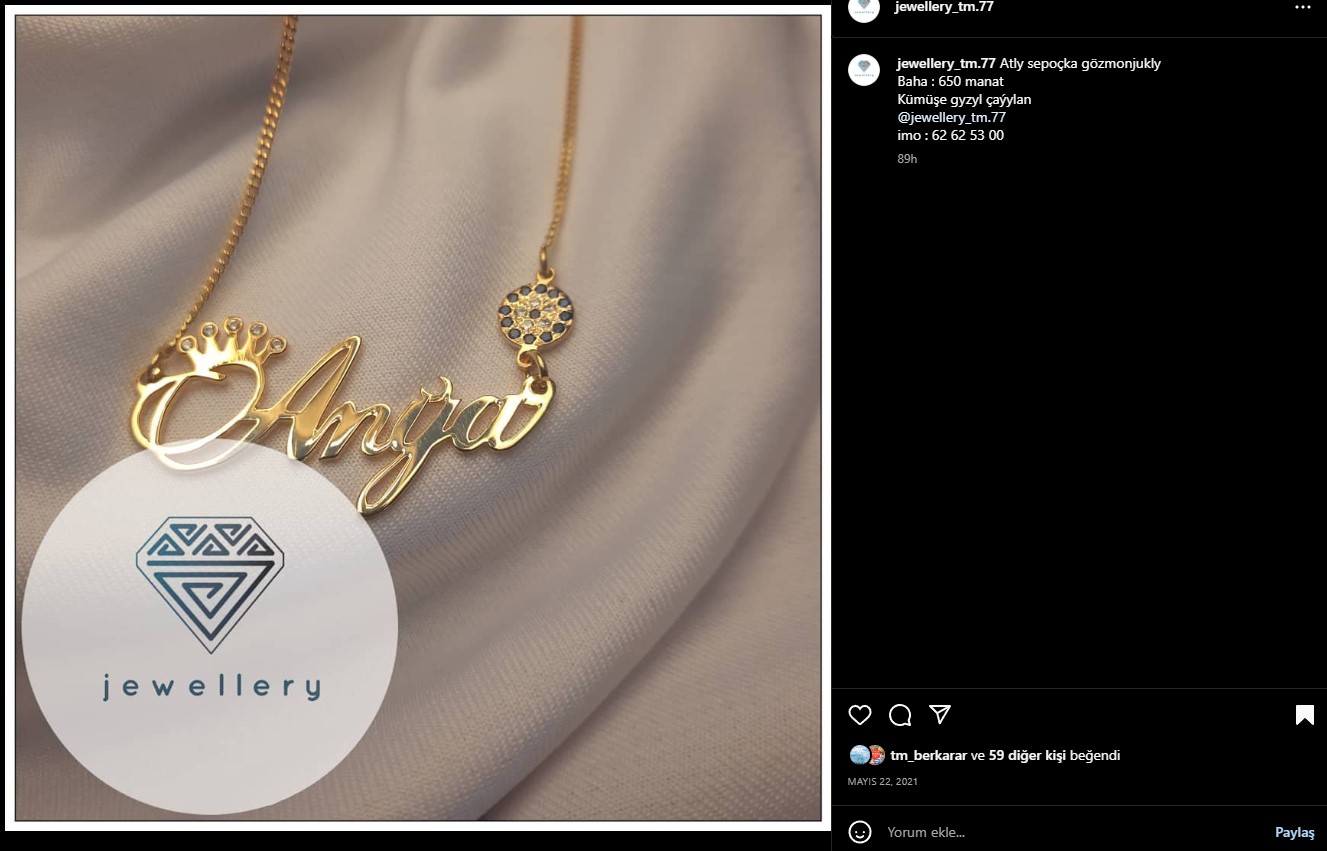 Anya
jewellery
jewellery_tm.77
jewellery_tm.77 Atly sepoçka gözmonjukly
Baha : 650 manat
Kümüşe gyzyl çaýylan
@jewellery_tm.77
imo : 62 62 53 00
89h
tm_berkarar ve 59 diğer kişi beğendi
MAYIS 22, 2021
Yorum ekle...
Paylaş